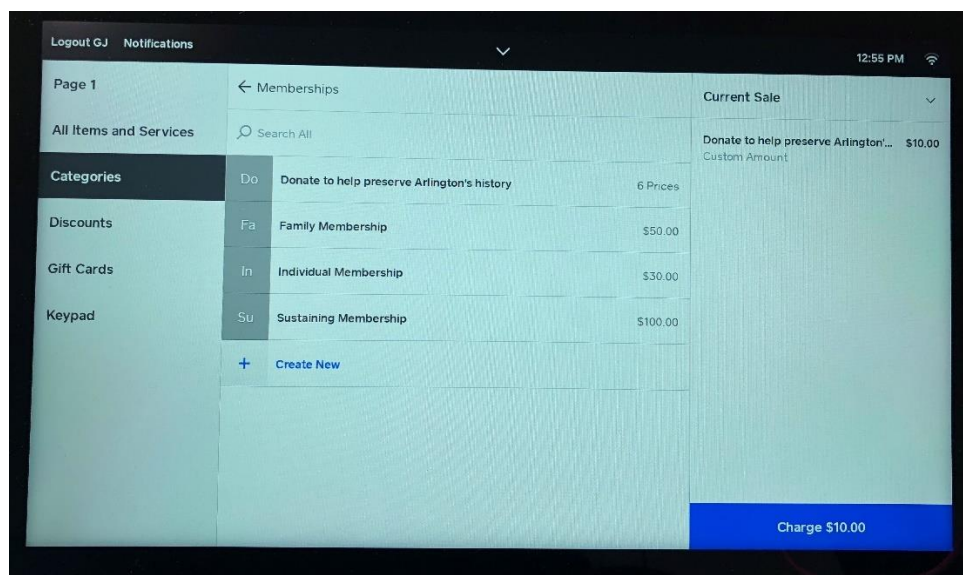 Logout GJ Notifications
12:55 PM
Page 1
All Items and Services
Categories
Discounts
Gift Cards
Keypad
← Memberships
Search All
Do Donate to help preserve Arlington's history 6 Prices
Fa Family Membership $50.00
In Individual Membership $30.00
Su Sustaining Membership $100.00
+ Create New
Current Sale
Donate to help preserve Arlington'... $10.00
Custom Amount
Charge $10.00